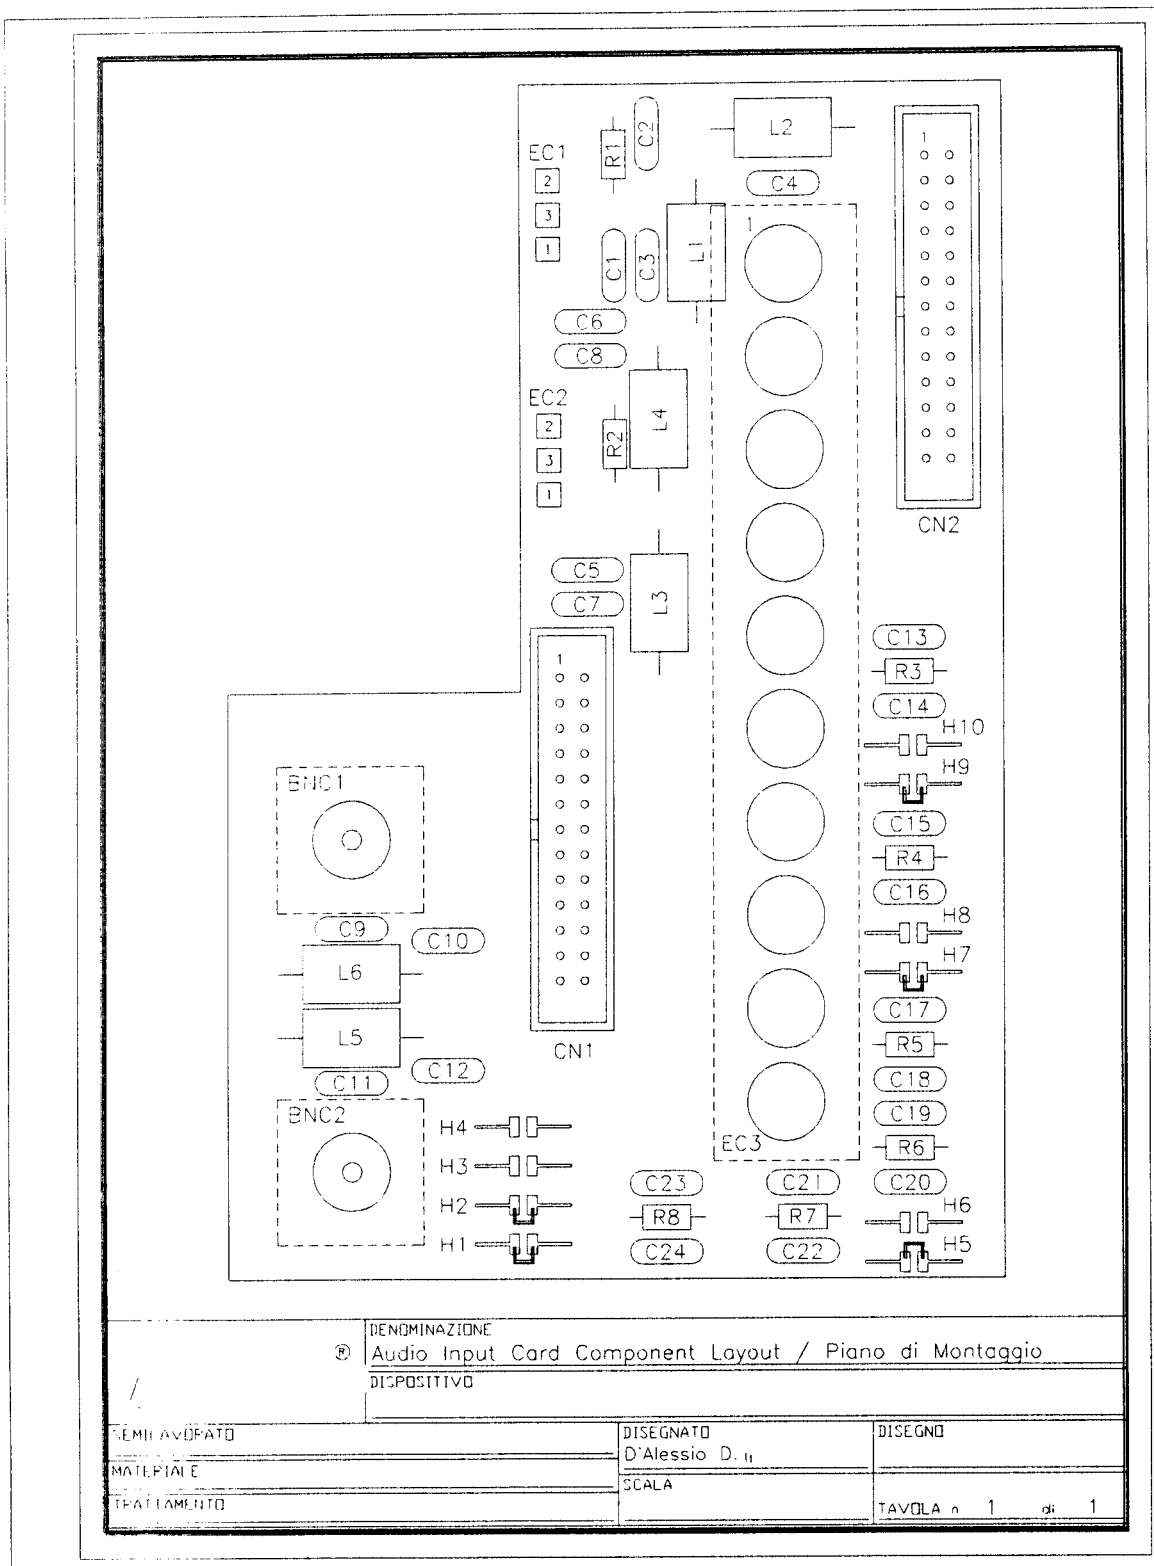 L2
C2
R1
1
EC1
2
3
1
C4
L1
1
C1
C3
C6
C8
EC2
2
3
1
L4
R2
CN2
C5
C7
L3
1
C13
R3
C14
H10
H9
BNC1
C15
R4
C16
C9
C10
H8
H7
L6
C17
L5
CN1
R5
C12
C11
C18
BNC2
C19
H4
EC3
R6
H3
C23
C21
C20
H2
R8
R7
H6
H1
C24
C22
H5
DENOMINAZIONE
® Audio Input Card Component Layout / Piano di Montaggio
DISPOSITIVO
SEMILAVORATO
DISEGNATO
DISEGNO
D'Alessio D.
MATERIALE
SCALA
TRATTAMENTO
TAVOLA n 1 di 1